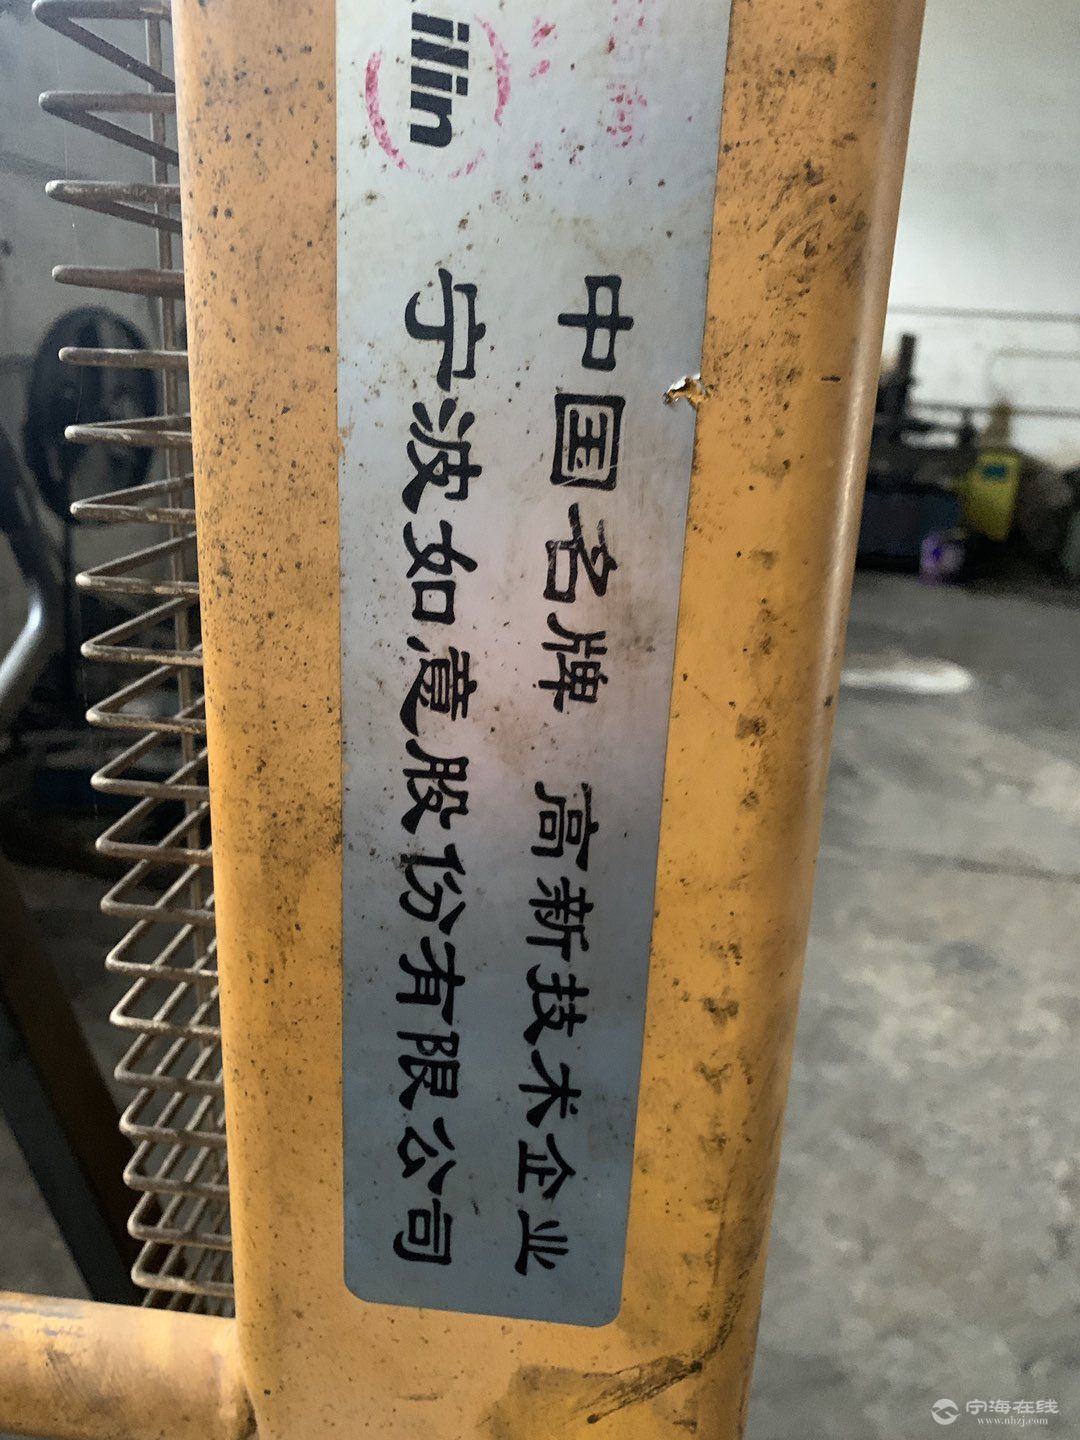 ilin
中国名牌 高新技术企业
宁波如意股份有限公司
宁海在线
www.nhzj.com